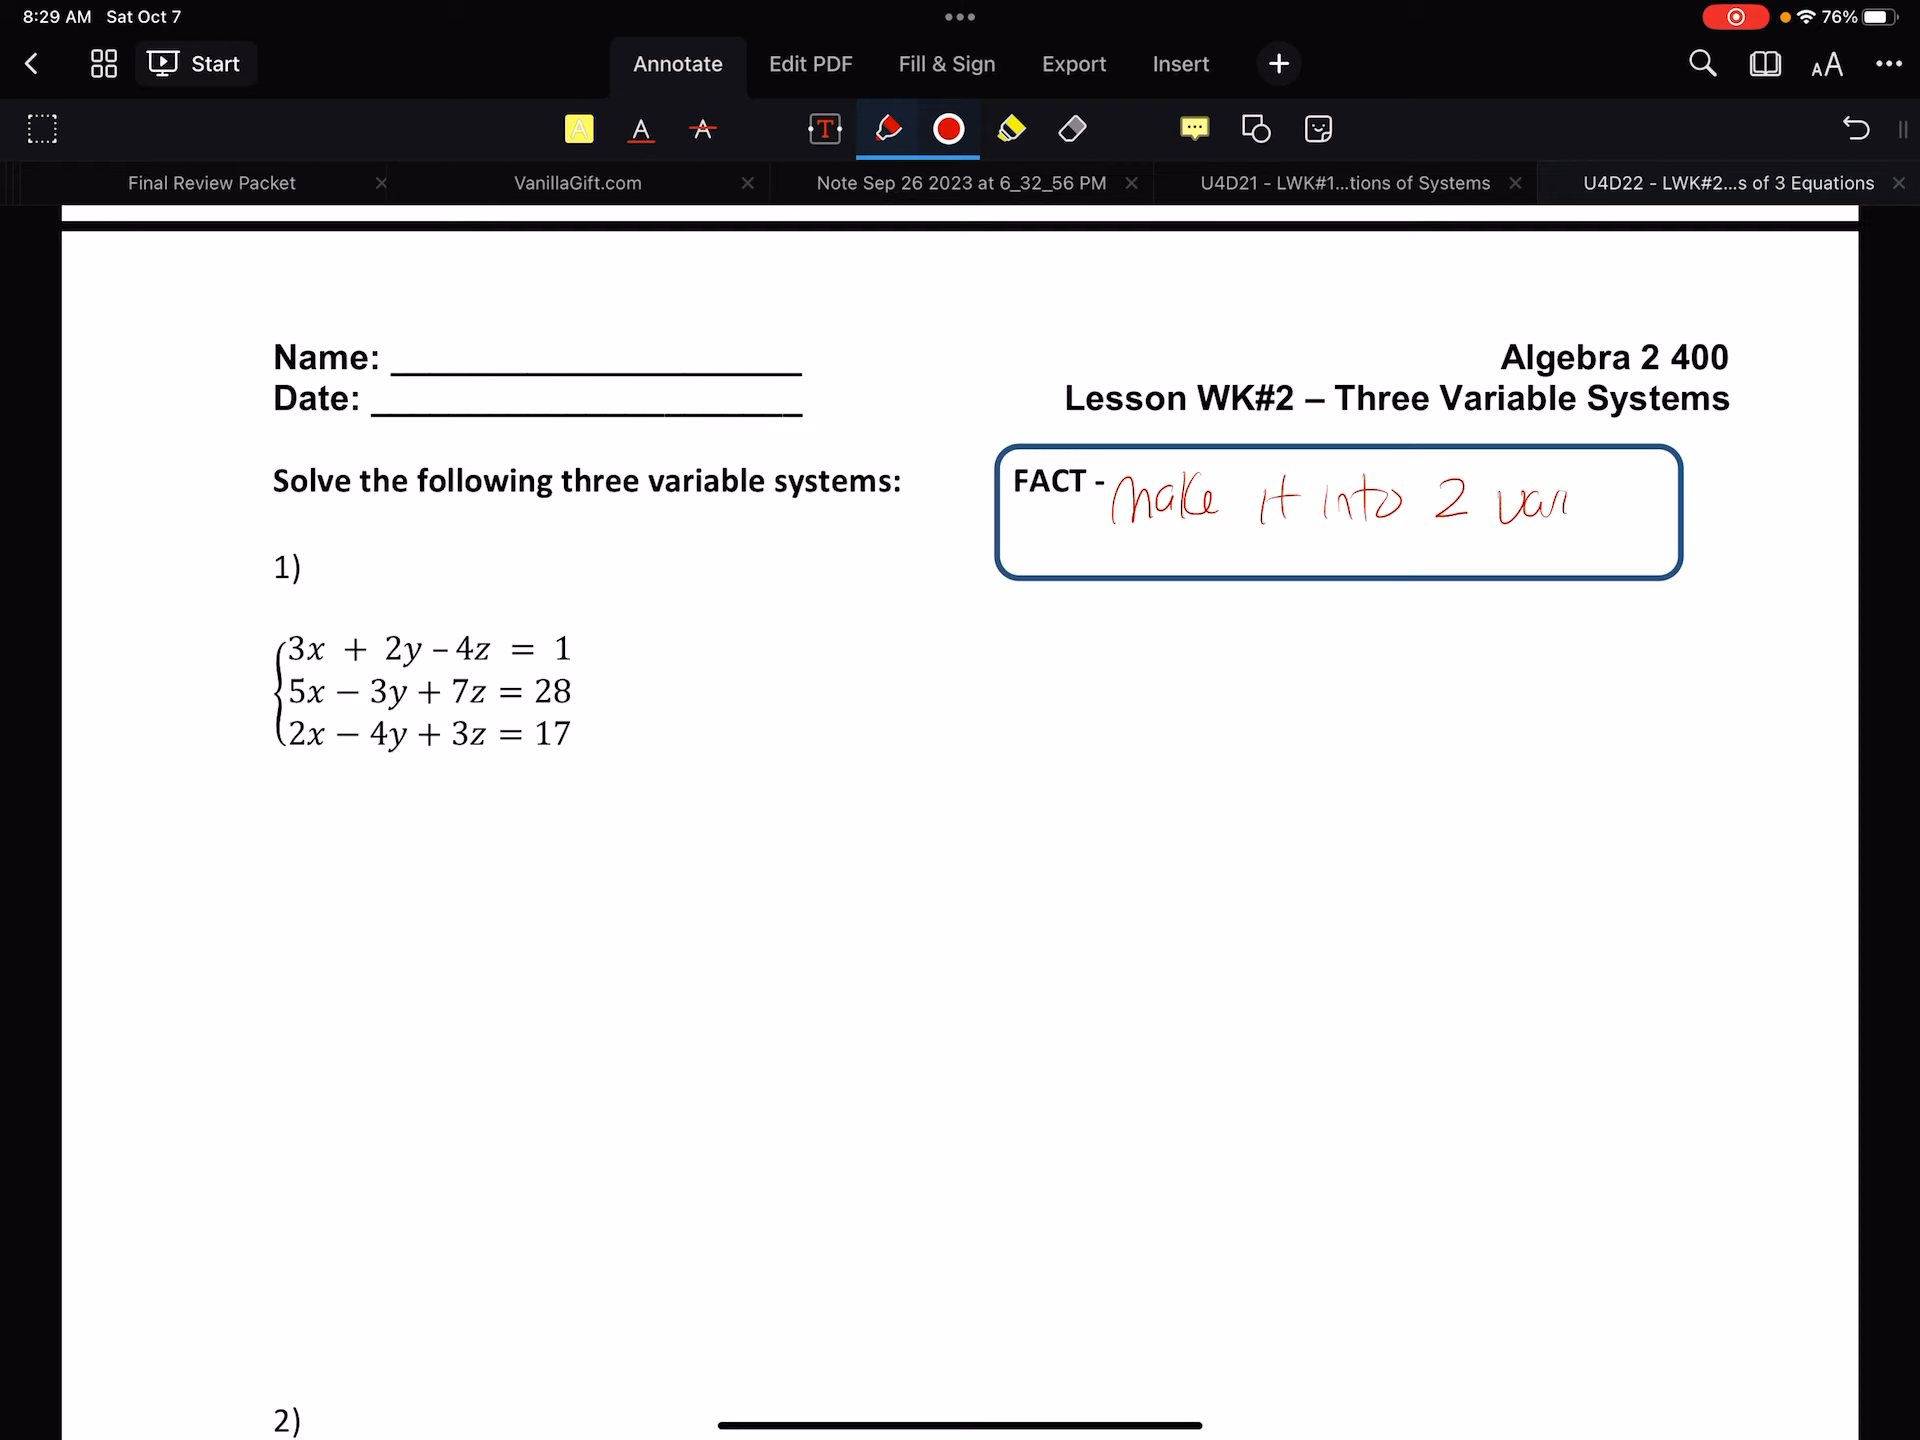 8:29 AM Sat Oct 7
76%
Start
Annotate Edit PDF Fill & Sign Export Insert
AA
A A A T
Final Review Packet
VanillaGift.com
Note Sep 26 2023 at 6_32_56 PM
U4D21 - LWK#1...tions of Systems
U4D22 - LWK#2...s of 3 Equations
Name: ____________________
Algebra 2 400
Date: _____________________
Lesson WK#2 – Three Variable Systems
Solve the following three variable systems:
FACT - make it into 2 var
1)
3x + 2y – 4z = 1
5x − 3y + 7z = 28
2x − 4y + 3z = 17
2)